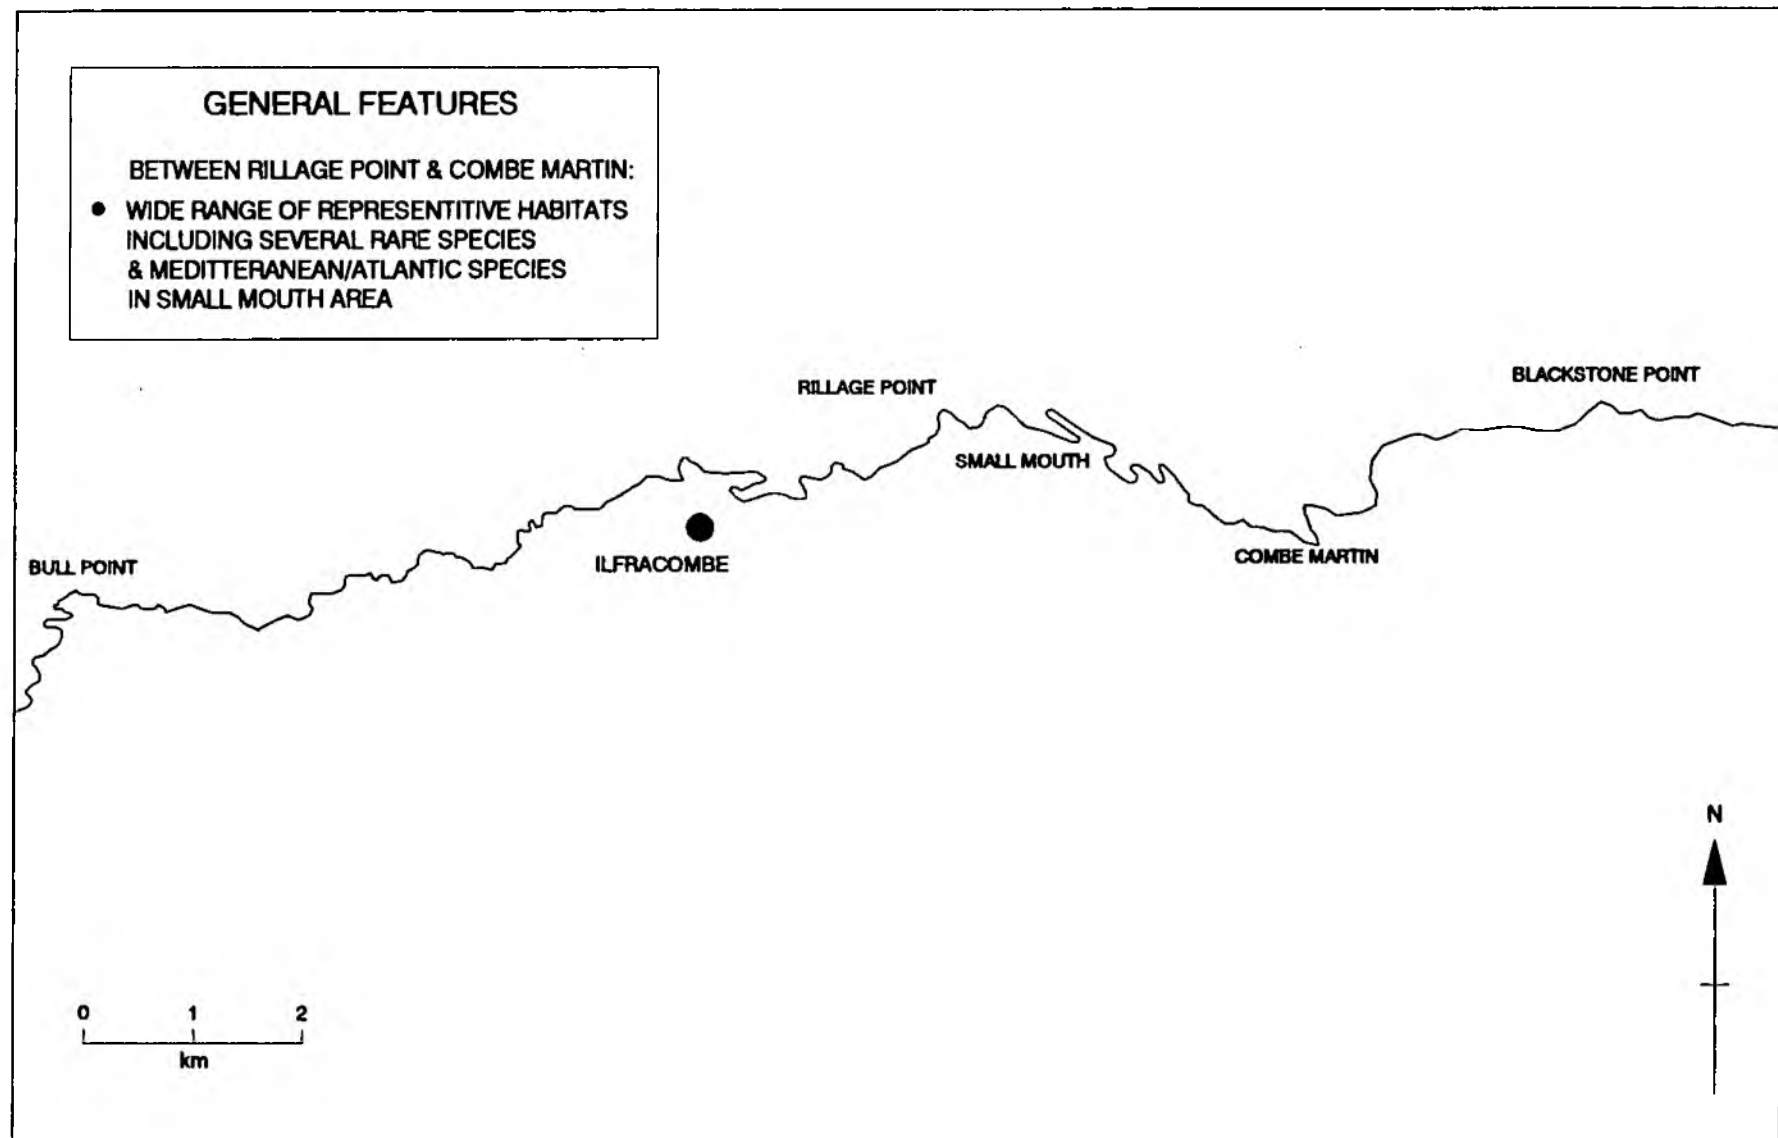 GENERAL FEATURES
BETWEEN RILLAGE POINT & COMBE MARTIN:
● WIDE RANGE OF REPRESENTITIVE HABITATS
INCLUDING SEVERAL RARE SPECIES
& MEDITTERANEAN/ATLANTIC SPECIES
IN SMALL MOUTH AREA
BLACKSTONE POINT
RILLAGE POINT
SMALL MOUTH
COMBE MARTIN
ILFRACOMBE
BULL POINT
N
0 1 2
km